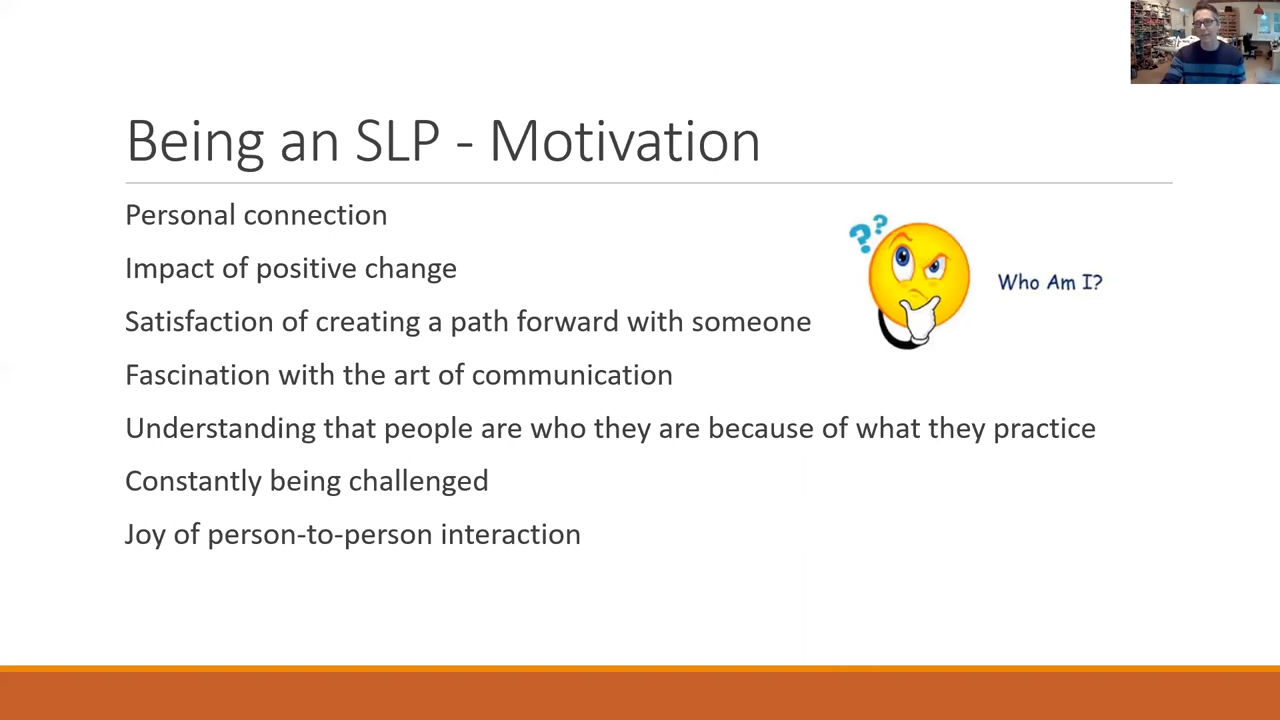 Being an SLP - Motivation
Personal connection
Impact of positive change
Satisfaction of creating a path forward with someone
Fascination with the art of communication
Understanding that people are who they are because of what they practice
Constantly being challenged
Joy of person-to-person interaction
??
Who Am I?